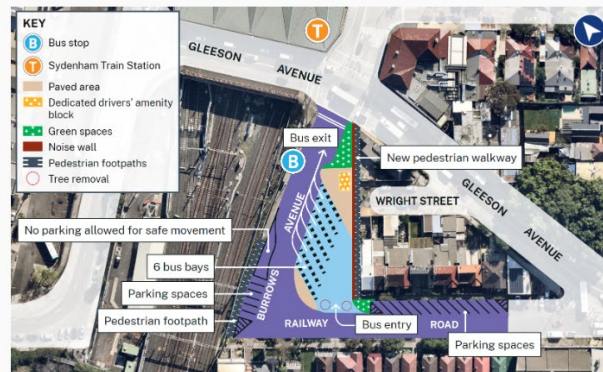 KEY
B Bus stop
T Sydenham Train Station
Paved area
Dedicated drivers' amenity
block
Green spaces
Noise wall
Pedestrian footpaths
Tree removal
T
GLEESON
AVENUE
Bus exit
B
New pedestrian walkway
WRIGHT STREET
GLEESON
AVENUE
No parking allowed for safe movement
AVENUE
BURROWS
6 bus bays
Parking spaces
Pedestrian footpath
RAILWAY
Bus entry
ROAD
Parking spaces